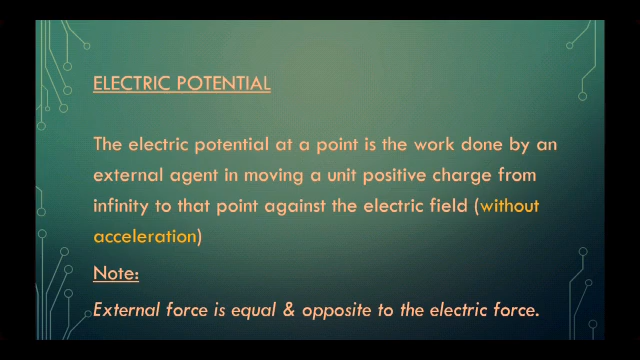 ELECTRIC POTENTIAL
The electric potential at a point is the work done by an
external agent in moving a unit positive charge from
infinity to that point against the electric field (without
acceleration)
Note:
External force is equal & opposite to the electric force.